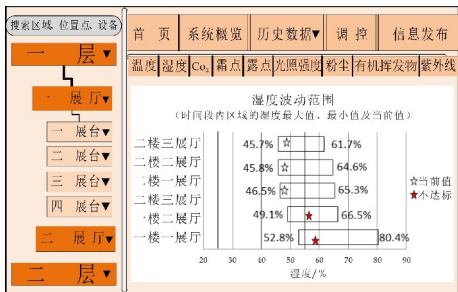 搜索区域、位置点、设备
一 层▼
一 展厅▼
一 展台▼
二 展台▼
三 展台▼
四 展台▼
二 展厅▼
二 层▼
首 页 系统概览 历史数据▼ 调 控 信息发布
温度 湿度 Co₂ 霜点 露点 光照强度 粉尘 有机挥发物 紫外线
湿度波动范围
(时间段内区域的湿度最大值、最小值及当前值)
二楼三展厅 45.7% ☆ 61.7%
二楼二展厅 45.8% ☆ 64.6%
二楼一展厅 46.5% ☆ 65.3%
一楼三展厅
一楼二展厅 49.1% ★ 66.5%
一楼一展厅 52.8% ★ 80.4%
☆当前值
★不达标
20 30 40 50 60 70 80 90
湿度/%